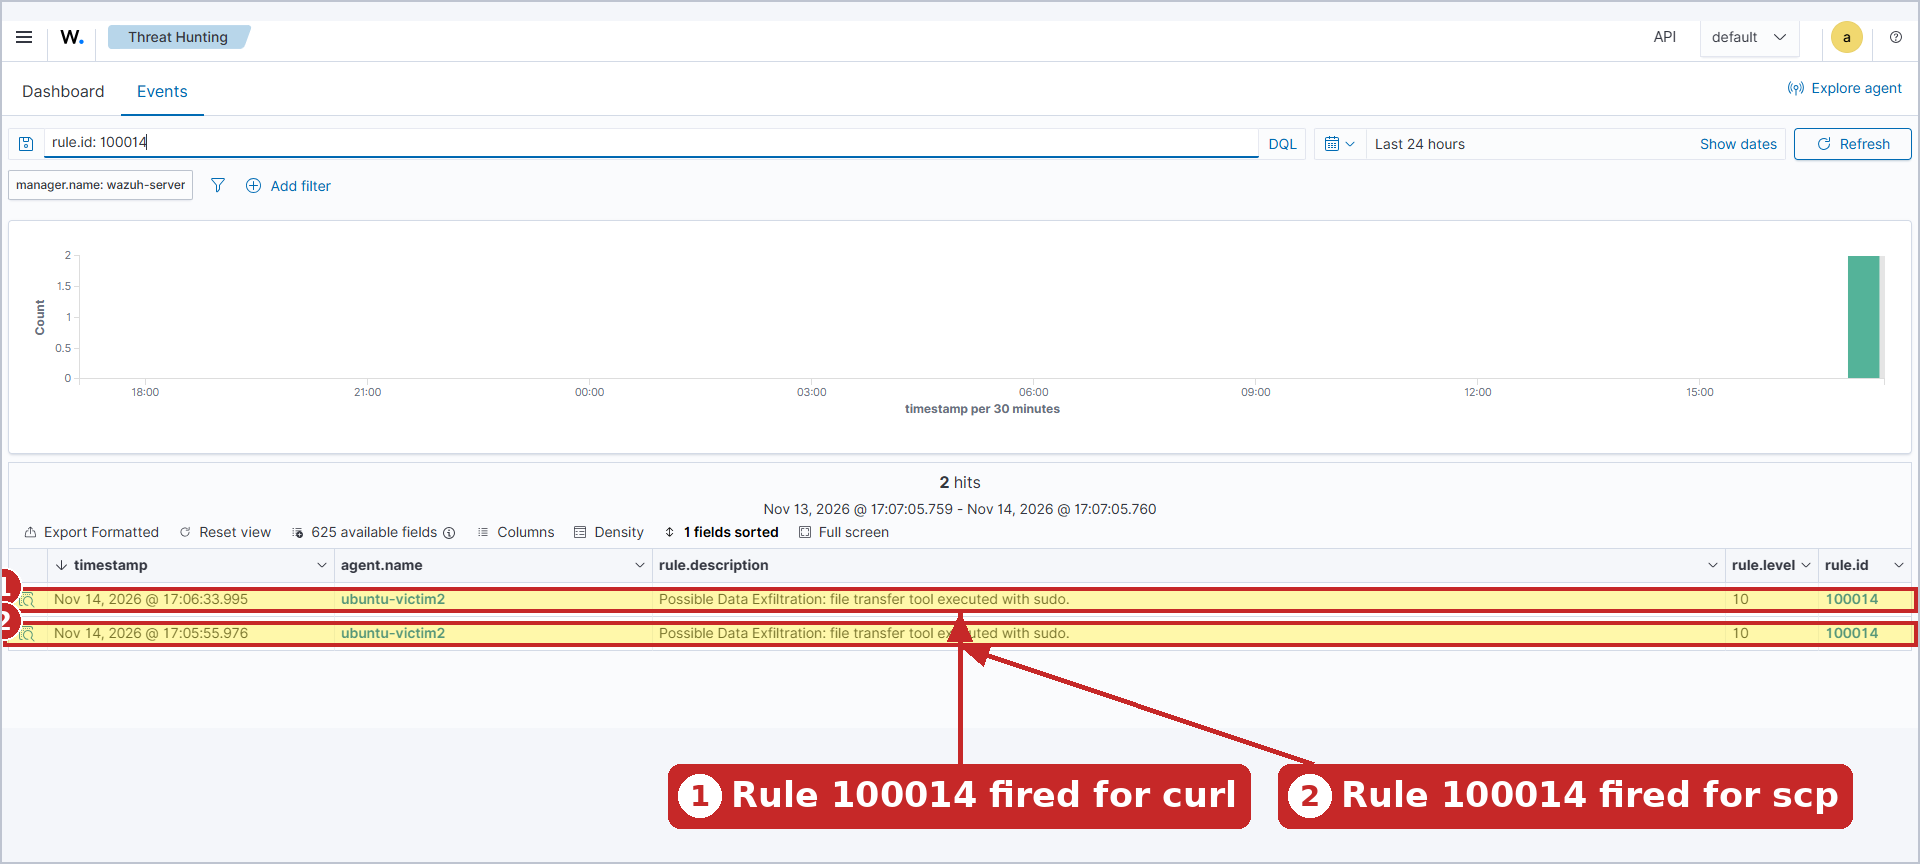 W. Threat Hunting API default a
Dashboard Events Explore agent
rule.id: 100014 DQL Last 24 hours Show dates Refresh
manager.name: wazuh-server Add filter
2
1.5
1
0.5
0
Count
18:00 21:00 00:00 03:00 06:00 09:00 12:00 15:00
timestamp per 30 minutes
2 hits
Nov 13, 2026 @ 17:07:05.759 - Nov 14, 2026 @ 17:07:05.760
Export Formatted Reset view 625 available fields Columns Density 1 fields sorted Full screen
timestamp agent.name rule.description rule.level rule.id
1 Nov 14, 2026 @ 17:06:33.995 ubuntu-victim2 Possible Data Exfiltration: file transfer tool executed with sudo. 10 100014
2 Nov 14, 2026 @ 17:05:55.976 ubuntu-victim2 Possible Data Exfiltration: file transfer tool executed with sudo. 10 100014
1 Rule 100014 fired for curl
2 Rule 100014 fired for scp